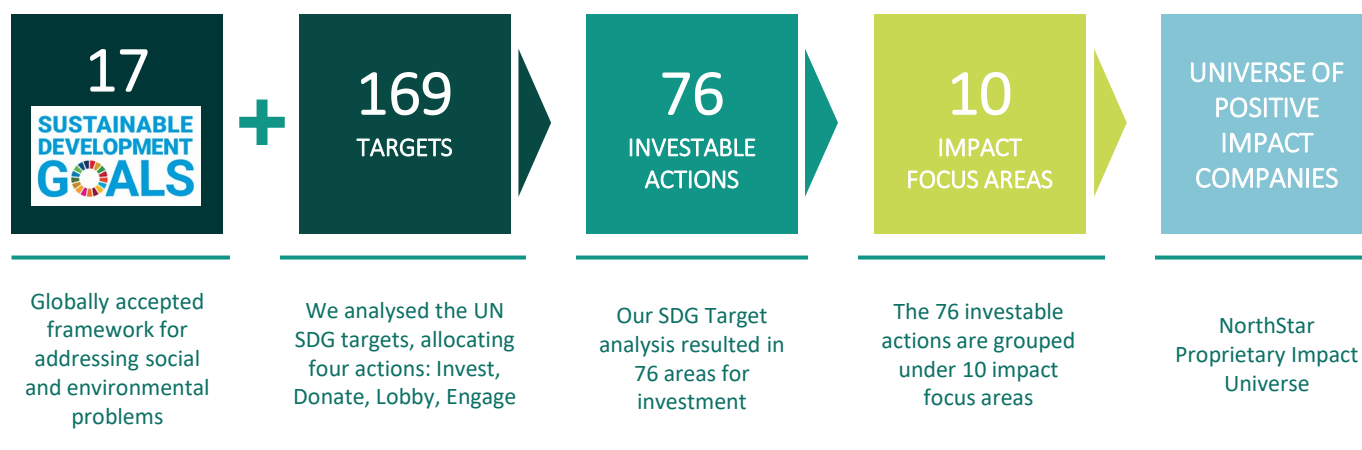 17
SUSTAINABLE
DEVELOPMENT
GOALS
169
TARGETS
76
INVESTABLE
ACTIONS
10
IMPACT
FOCUS AREAS
UNIVERSE OF
POSITIVE
IMPACT
COMPANIES
Globally accepted
framework for
addressing social
and environmental
problems
We analysed the UN
SDG targets, allocating
four actions: Invest,
Donate, Lobby, Engage
Our SDG Target
analysis resulted in
76 areas for
investment
The 76 investable
actions are grouped
under 10 impact
focus areas
NorthStar
Proprietary Impact
Universe